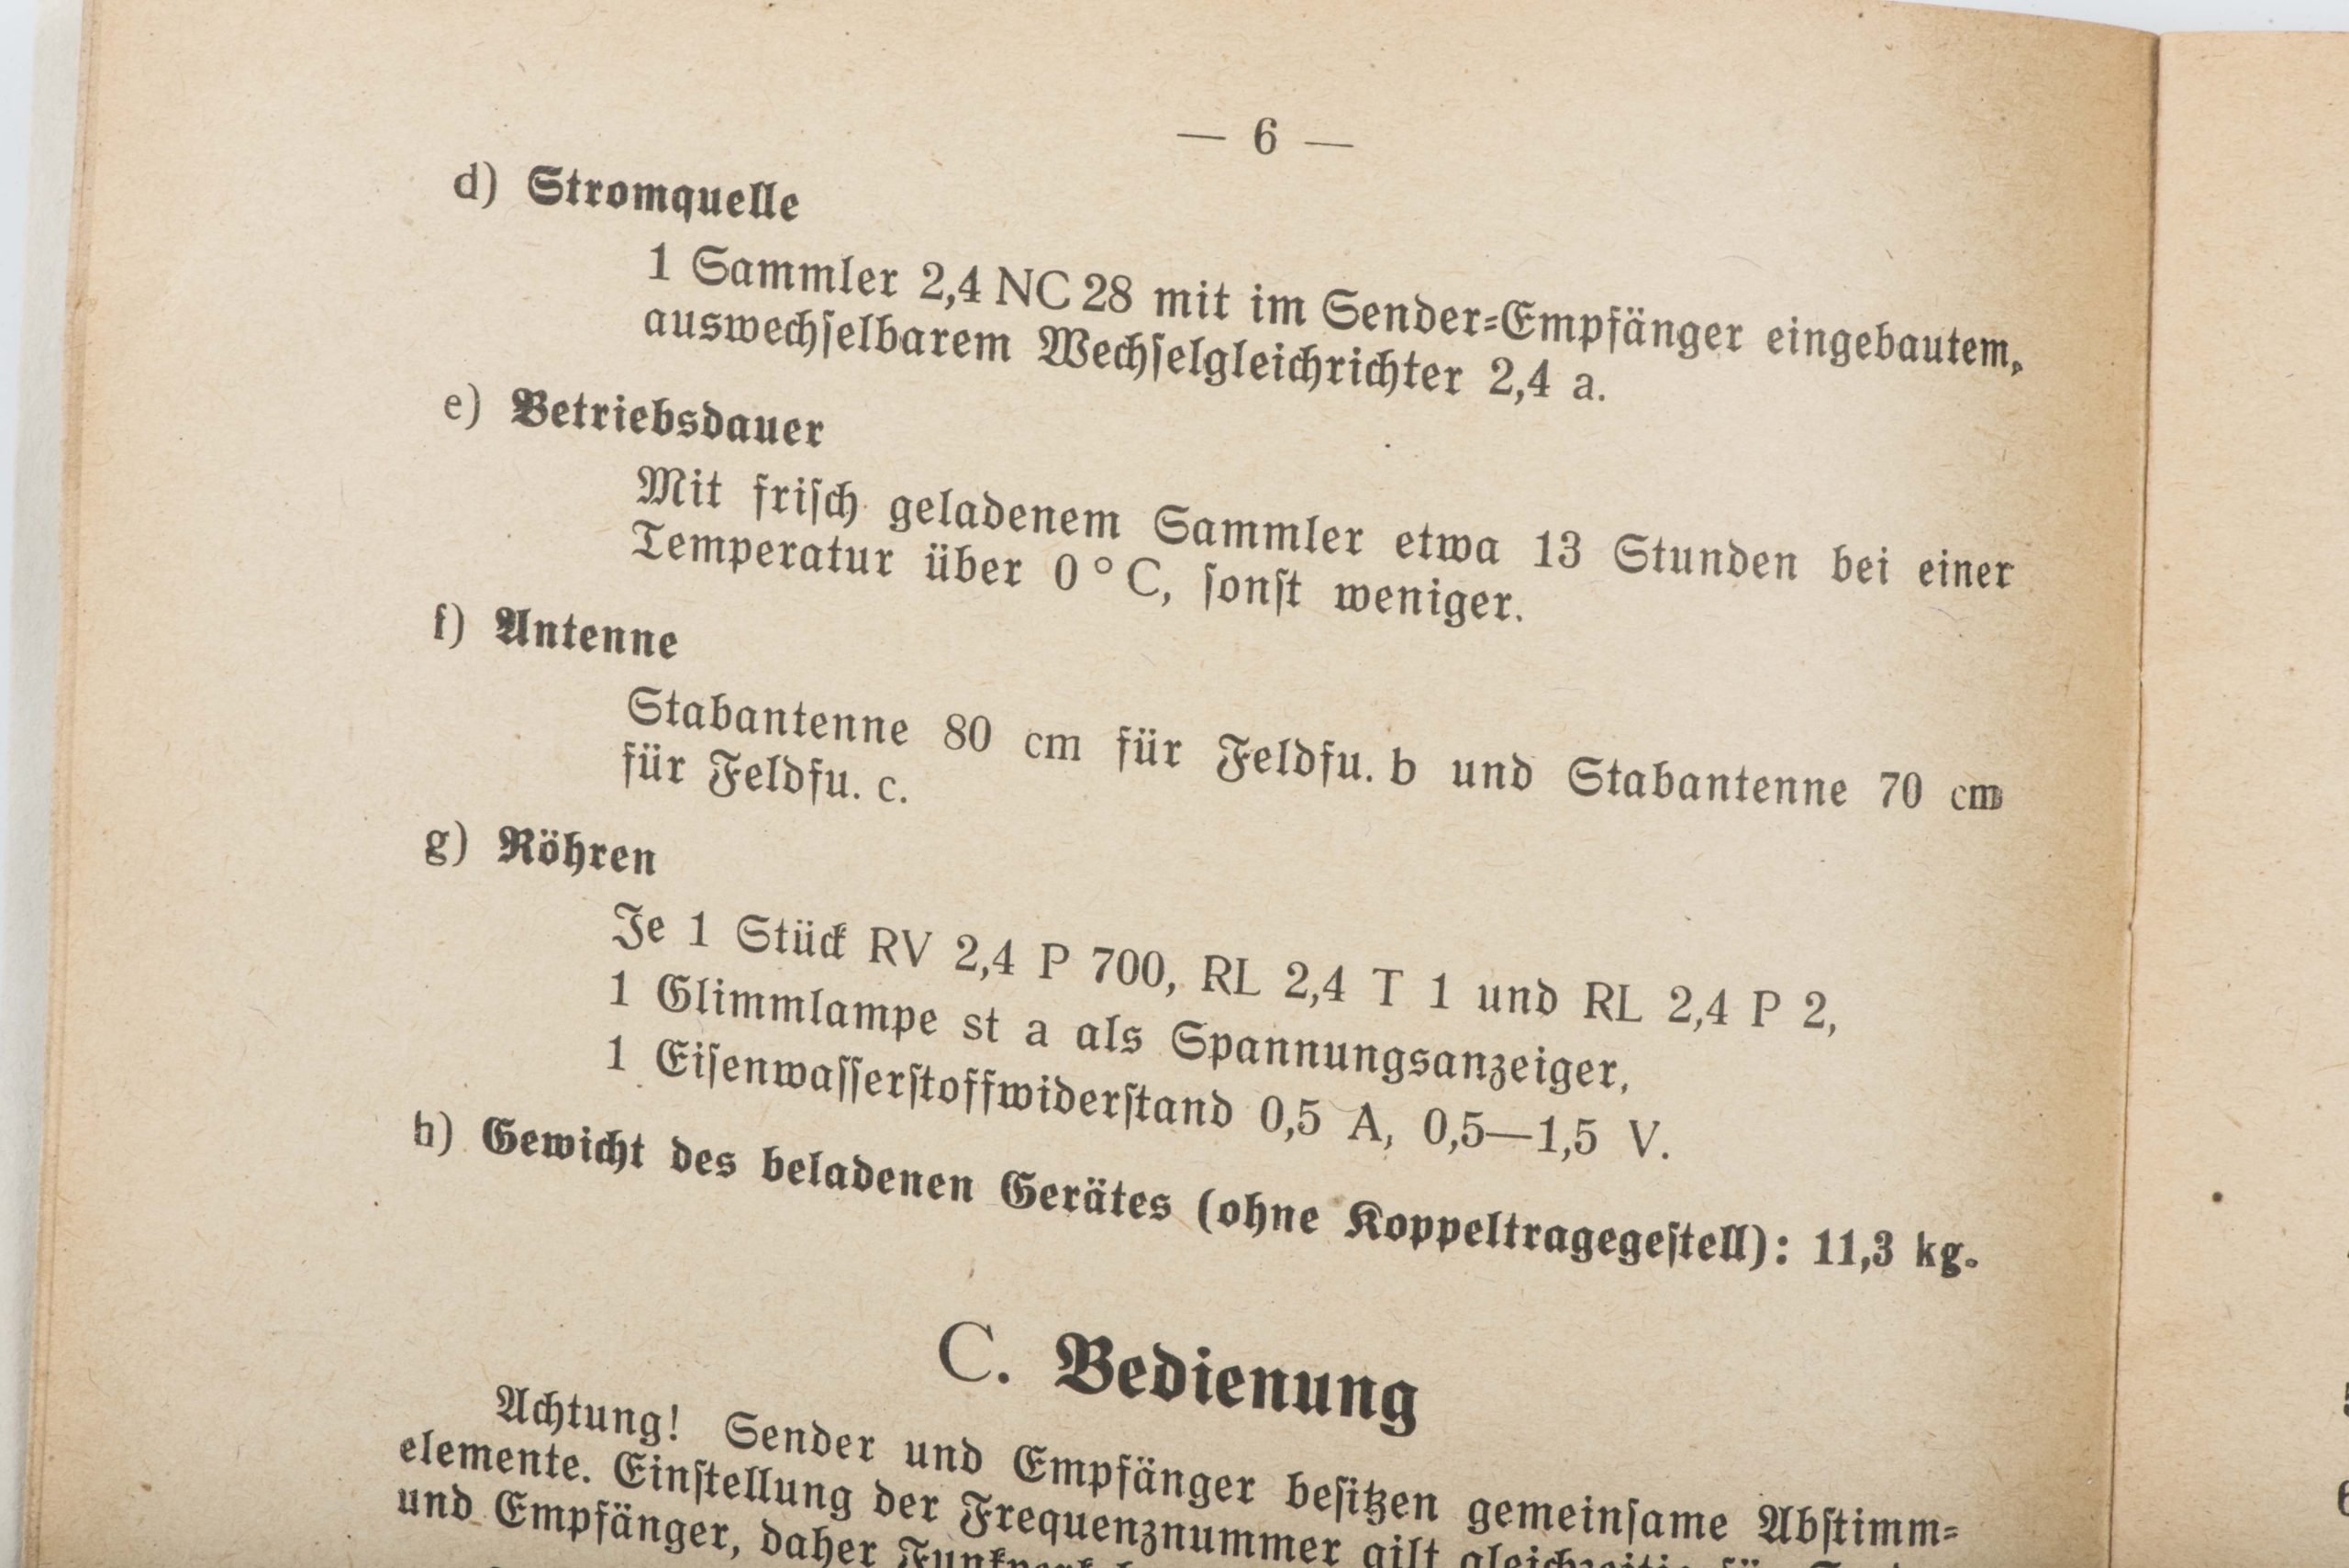 — 6 —
d) Stromquelle
1 Sammler 2,4 NC 28 mit im Sender-Empfänger eingebautem,
auswechselbarem Wechselgleichrichter 2,4 a.
e) Betriebsdauer
Mit frisch geladenem Sammler etwa 13 Stunden bei einer
Temperatur über 0° C, sonst weniger.
f) Antenne
Stabantenne 80 cm für Feldfu. b und Stabantenne 70 cm
für Feldfu. c.
g) Röhren
Je 1 Stück RV 2,4 P 700, RL 2,4 T 1 und RL 2,4 P 2,
1 Glimmlampe st a als Spannungsanzeiger,
1 Eisenwasserstoffwiderstand 0,5 A, 0,5—1,5 V.
h) Gewicht des beladenen Gerätes (ohne Koppeltragegestell): 11,3 kg.
C. Bedienung
Achtung! Sender und Empfänger besitzen gemeinsame Abstimm-
elemente. Einstellung der Frequenznummer gilt gleichzeitig für
und Empfänger, daher